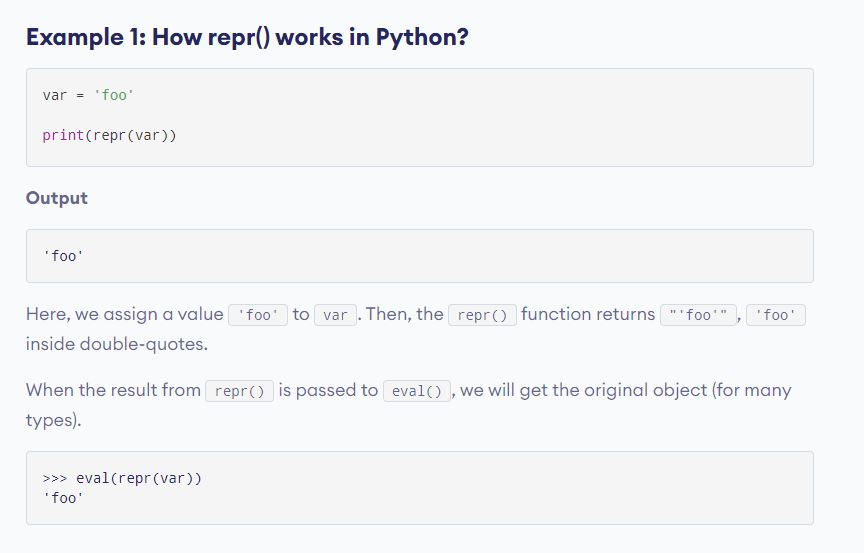 Example 1: How repr() works in Python?
var = 'foo'
print(repr(var))
Output
'foo'
Here, we assign a value 'foo' to var . Then, the repr() function returns "'foo'" , 'foo'
inside double-quotes.
When the result from repr() is passed to eval() , we will get the original object (for many
types).
>>> eval(repr(var))
'foo'